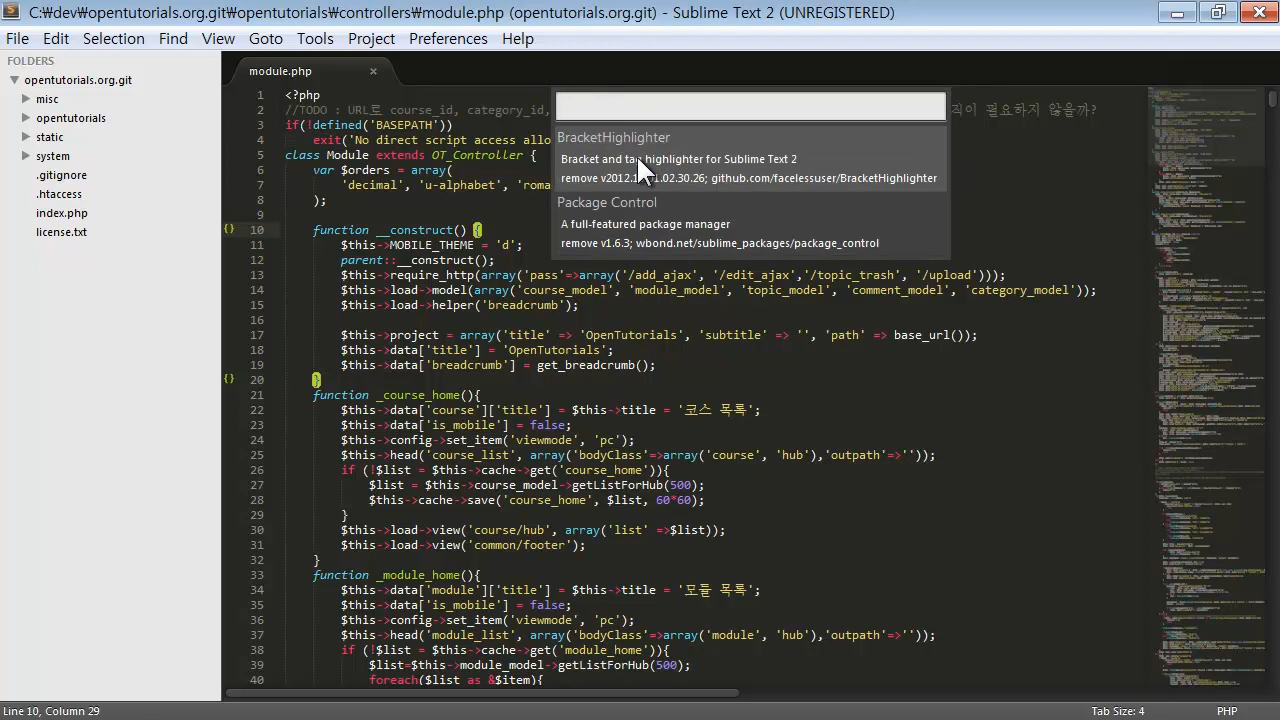 C:₩dev₩opentutorials.org.git₩opentutorials₩controllers₩module.php (opentutorials.org.git) - Sublime Text 2 (UNREGISTERED)
File Edit Selection Find View Goto Tools Project Preferences Help
FOLDERS
opentutorials.org.git
misc
opentutorials
static
system
.gitignore
.htaccess
index.php
license.txt
module.php
BracketHighlighter
Bracket and tag highlighter for Sublime Text 2
github.com/facelessuser/BracketHighlighter
Package Control
A full-featured package manager
remove v1.6.3; wbond.net/sublime_packages/package_control
1 <?php
2 //TODO : URL로 course_id, category_id, 직이 필요하지 않을까?
3 if(!defined('BASEPATH'))
4 exit('No direct script access allo
5 class Module extends OT_Controller {
6 var $orders = array(
7 'decimal', 'u-alphabet', 'roma
8 );
9
10 function __construct() {
11 = 'd';
12 parent::__construct();
13 $this->require_http(array('pass'=>array('/add_ajax', '/edit_ajax','/topic_trash', '/upload')));
14 $this->load->model(array('course_model', 'module_model', 'topic_model', 'comment_model', 'category_model'));
15 $this->load->helper('breadcrumb');
16
17 $this->project = array('title' => 'OpenTutorials', 'subtitle' => '', 'path' => base_url());
18 $this->data['title'] = 'OpenTutorials';
19 $this->data['breadcrumb'] = get_breadcrumb();
20 }
21 function _course_home(){
22 $this->data['course']['title'] = $this->title = '코스 목록';
23 $this->data['is_mobile'] = false;
24 $this->config->set_item('viewmode', 'pc');
25 $this->head('course_list', array('bodyClass'=>array('course', 'hub'),'outpath'=>''));
26 if (!$list = $this->cache->get('course_home')){
27 $list = $this->course_model->getListForHub(500);
28 $this->cache->save('course_home', $list, 60*60);
29 }
30 $this->load->view('course/hub', array('list' =>$list));
31 $this->load->view('common/footer');
32 }
33 function _module_home(){
34 $this->data['module']['title'] = $this->title = '모듈 목록';
35 $this->data['is_mobile'] = false;
36 $this->config->set_item('viewmode', 'pc');
37 $this->head('module_list', array('bodyClass'=>array('module', 'hub'),'outpath'=>''));
38 if (!$list = $this->cache->get('module_home')){
39 $list=$this->module_model->getListForHub(500);
40 foreach($list as &$item){
Line 10, Column 29
Tab Size: 4
PHP